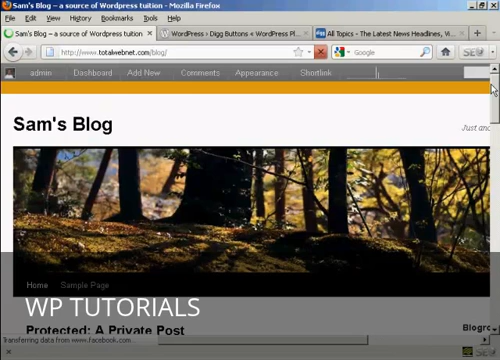 Sam's Blog – a source of Wordpress tuition - Mozilla Firefox
File Edit View History Bookmarks Tools Help
Sam's Blog – a source of Wordpress tuition × WordPress › Digg Buttons « WordPress Pl... × All Topics - The Latest News Headlines, Vi... × +
http://www.totalwebnet.com/blog/ Google
admin Dashboard Add New Comments Appearance Shortlink
Sam's Blog
Just
Home Sample Page
WP TUTORIALS
Protected: A Private Post
Blogro
Transferring data from www.facebook.com...